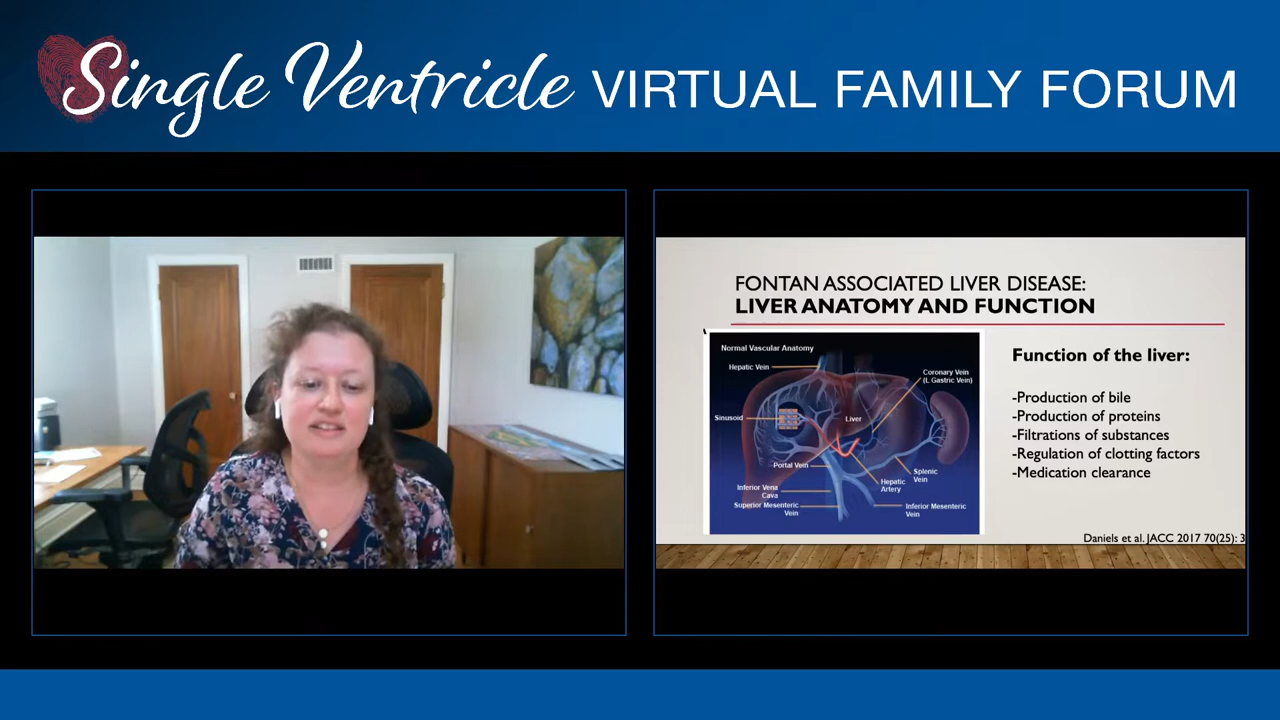 Single Ventricle VIRTUAL FAMILY FORUM
FONTAN ASSOCIATED LIVER DISEASE:
LIVER ANATOMY AND FUNCTION
Normal Vascular Anatomy
Hepatic Vein
Coronary Vein
(L Gastric Vein)
Sinusoid
Liver
Portal Vein
Splenic
Vein
Hepatic
Artery
Inferior Vena
Cava
Superior Mesenteric
Vein
Inferior Mesenteric
Vein
Function of the liver:
-Production of bile
-Production of proteins
-Filtrations of substances
-Regulation of clotting factors
-Medication clearance
Daniels et al. JACC 2017 70(25): 3